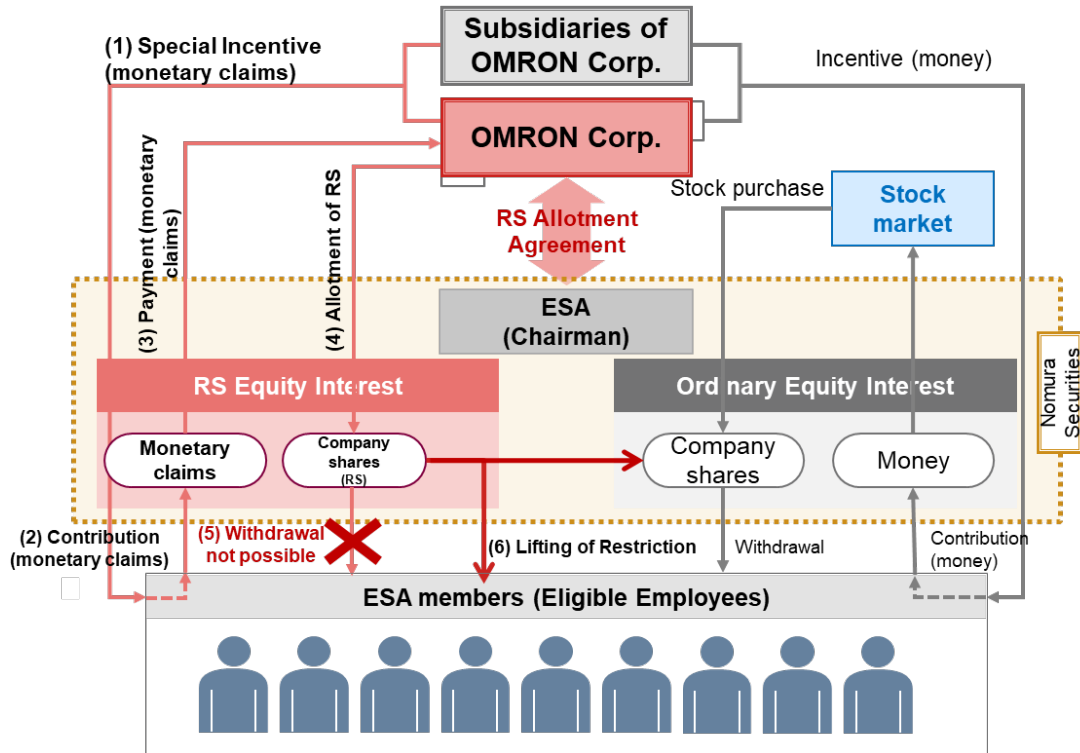 (1) Special Incentive
(monetary claims)
Subsidiaries of
OMRON Corp.
Incentive (money)
OMRON Corp.
(3) Payment (monetary
claims)
(4) Allotment of RS
RS Allotment
Agreement
Stock purchase
Stock
market
ESA
(Chairman)
Nomura
Securities
RS Equity Interest
Ordinary Equity Interest
Monetary
claims
Company
shares
(RS)
Company
shares
Money
(2) Contribution
(monetary claims)
(5) Withdrawal
not possible
(6) Lifting of Restriction
Withdrawal
Contribution
(money)
ESA members (Eligible Employees)